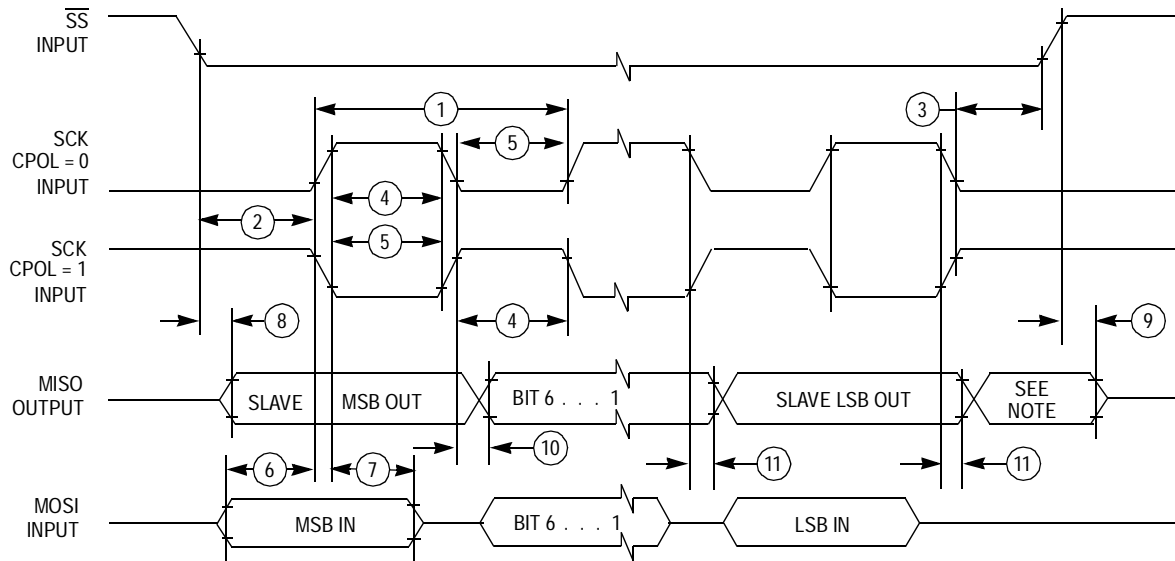 SS
INPUT
1
3
SCK
CPOL = 0
INPUT
5
4
2
SCK
CPOL = 1
INPUT
5
4
8
9
MISO
OUTPUT
SLAVE MSB OUT
BIT 6 . . . 1
SLAVE LSB OUT
SEE
NOTE
10
11
11
6
7
MOSI
INPUT
MSB IN
BIT 6 . . . 1
LSB IN